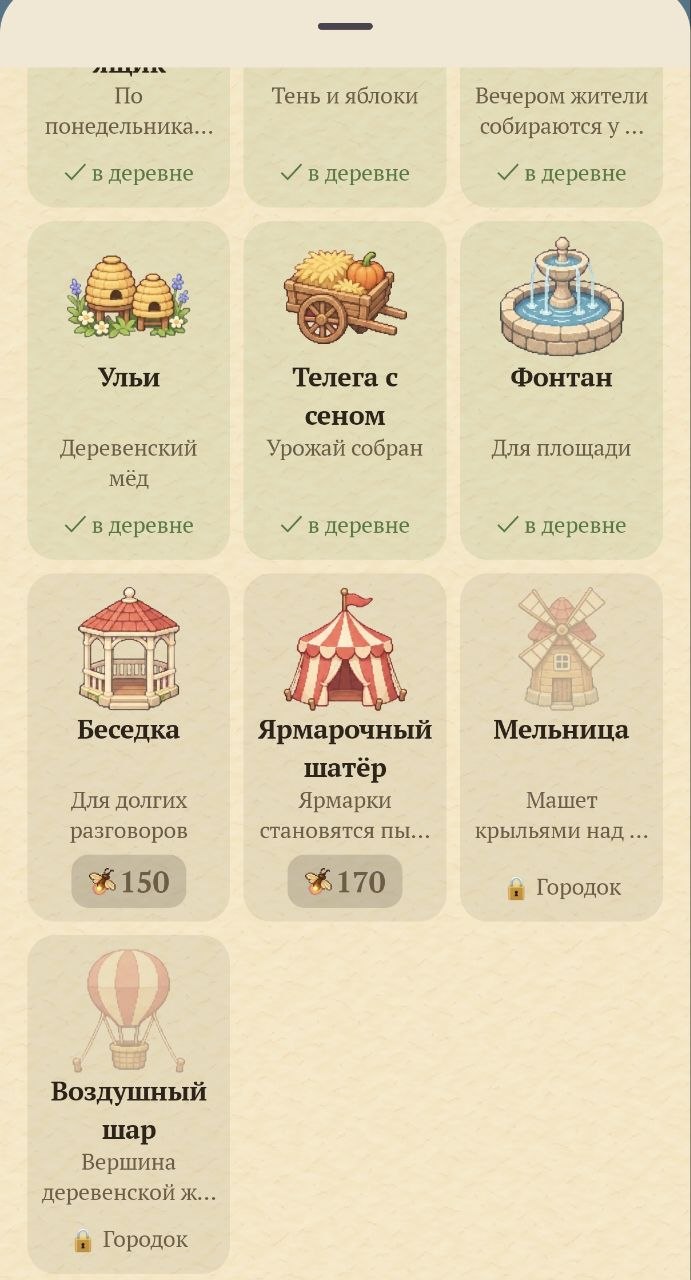 ящик
По
понедельника...
✓ в деревне
Тень и яблоки
✓ в деревне
Вечером жители
собираются у ...
✓ в деревне
Ульи
Деревенский
мёд
✓ в деревне
Телега с
сеном
Урожай собран
✓ в деревне
Фонтан
Для площади
✓ в деревне
Беседка
Для долгих
разговоров
150
Ярмарочный
шатёр
Ярмарки
становятся пы...
170
Мельница
Машет
крыльями над ...
Городок
Воздушный
шар
Вершина
деревенской ж...
Городок